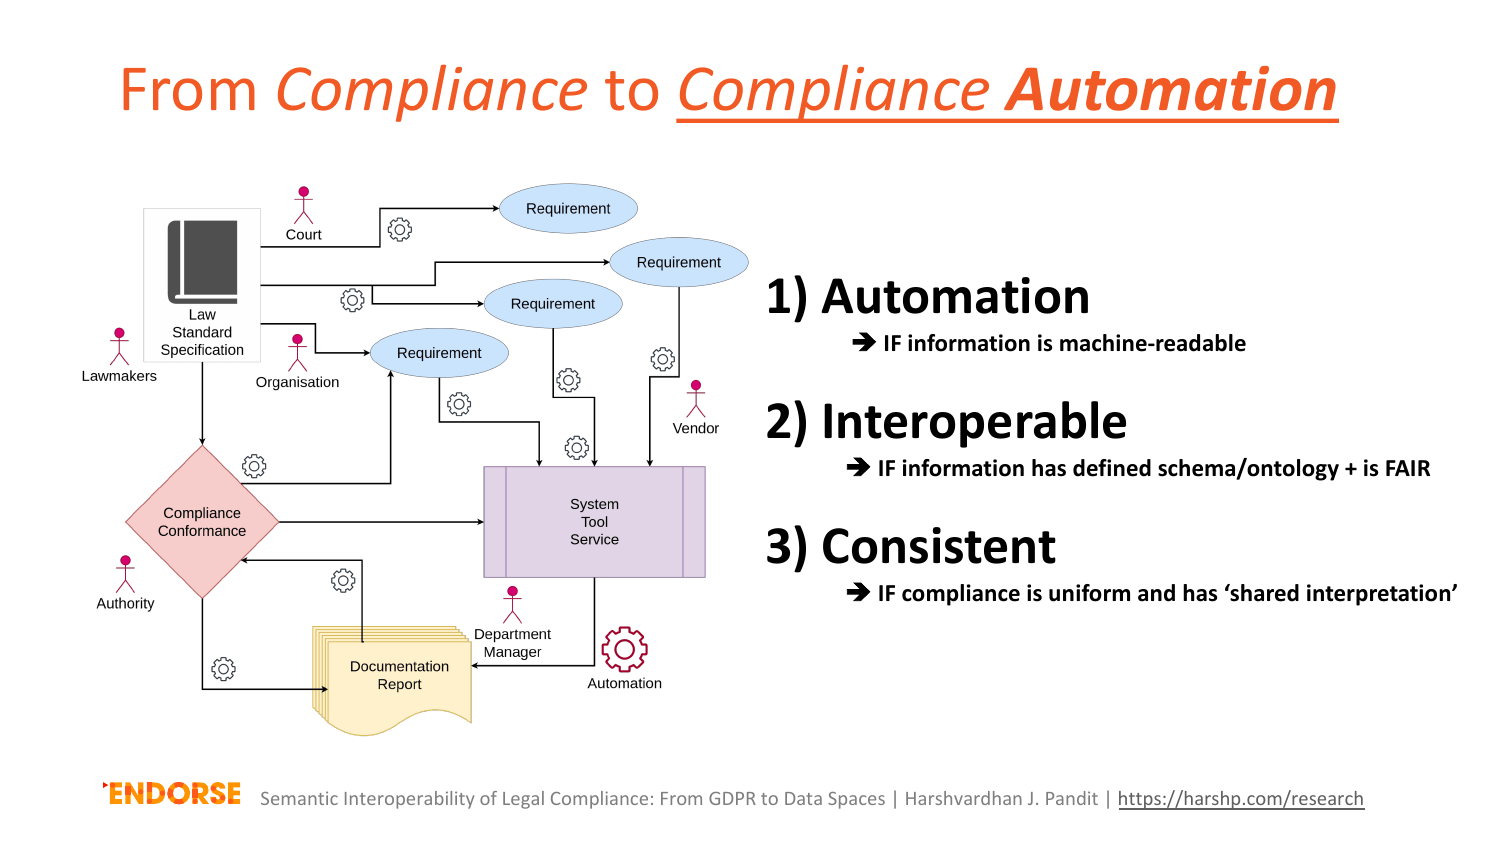 From Compliance to Compliance Automation
Court
Requirement
Requirement
Requirement
Requirement
Law
Standard
Specification
Lawmakers
Organisation
Vendor
Compliance
Conformance
System
Tool
Service
Authority
Department
Manager
Documentation
Report
Automation
1) Automation
🡺 IF information is machine-readable
2) Interoperable
🡺 IF information has defined schema/ontology + is FAIR
3) Consistent
🡺 IF compliance is uniform and has ‘shared interpretation’
ENDORSE
Semantic Interoperability of Legal Compliance: From GDPR to Data Spaces | Harshvardhan J. Pandit | https://harshp.com/research